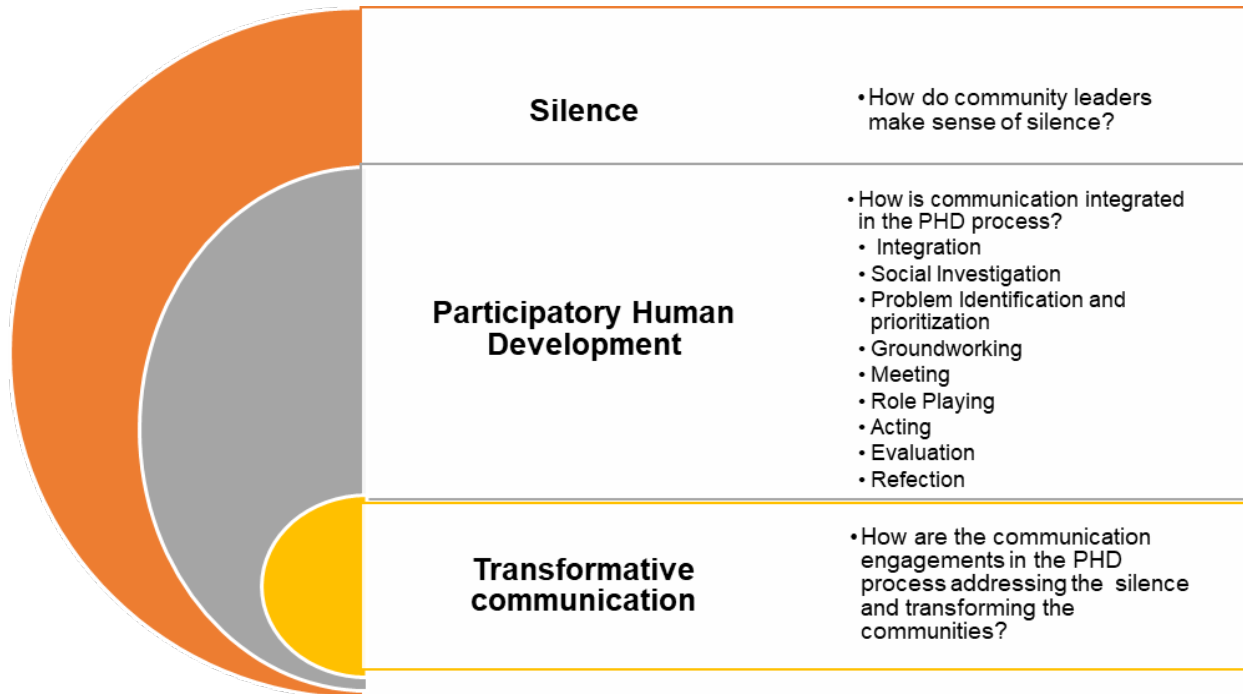 Silence
•How do community leaders
make sense of silence?
Participatory Human
Development
•How is communication integrated
in the PHD process?
• Integration
•Social Investigation
•Problem Identification and
prioritization
•Groundworking
•Meeting
•Role Playing
•Acting
•Evaluation
•Refection
Transformative
communication
•How are the communication
engagements in the PHD
process addressing the silence
and transforming the
communities?